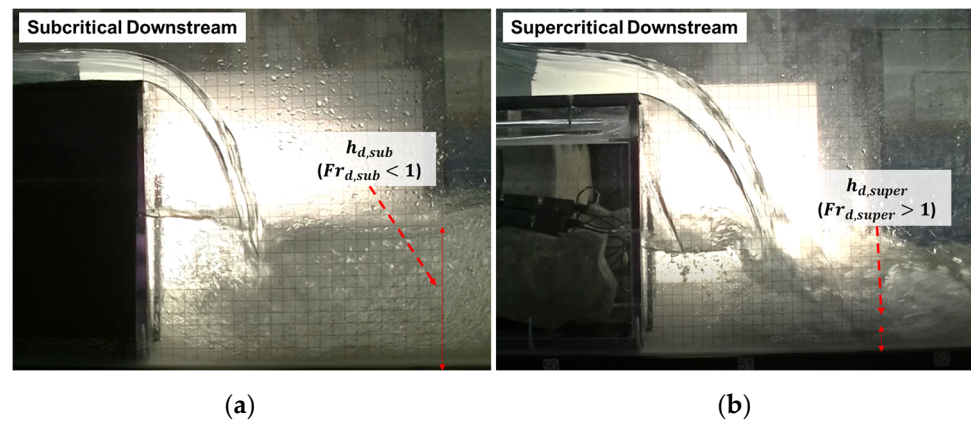 Subcritical Downstream
h_{d,sub}
(Fr_{d,sub} < 1)
Supercritical Downstream
h_{d,super}
(Fr_{d,super} > 1)
50
51
(a)
(b)